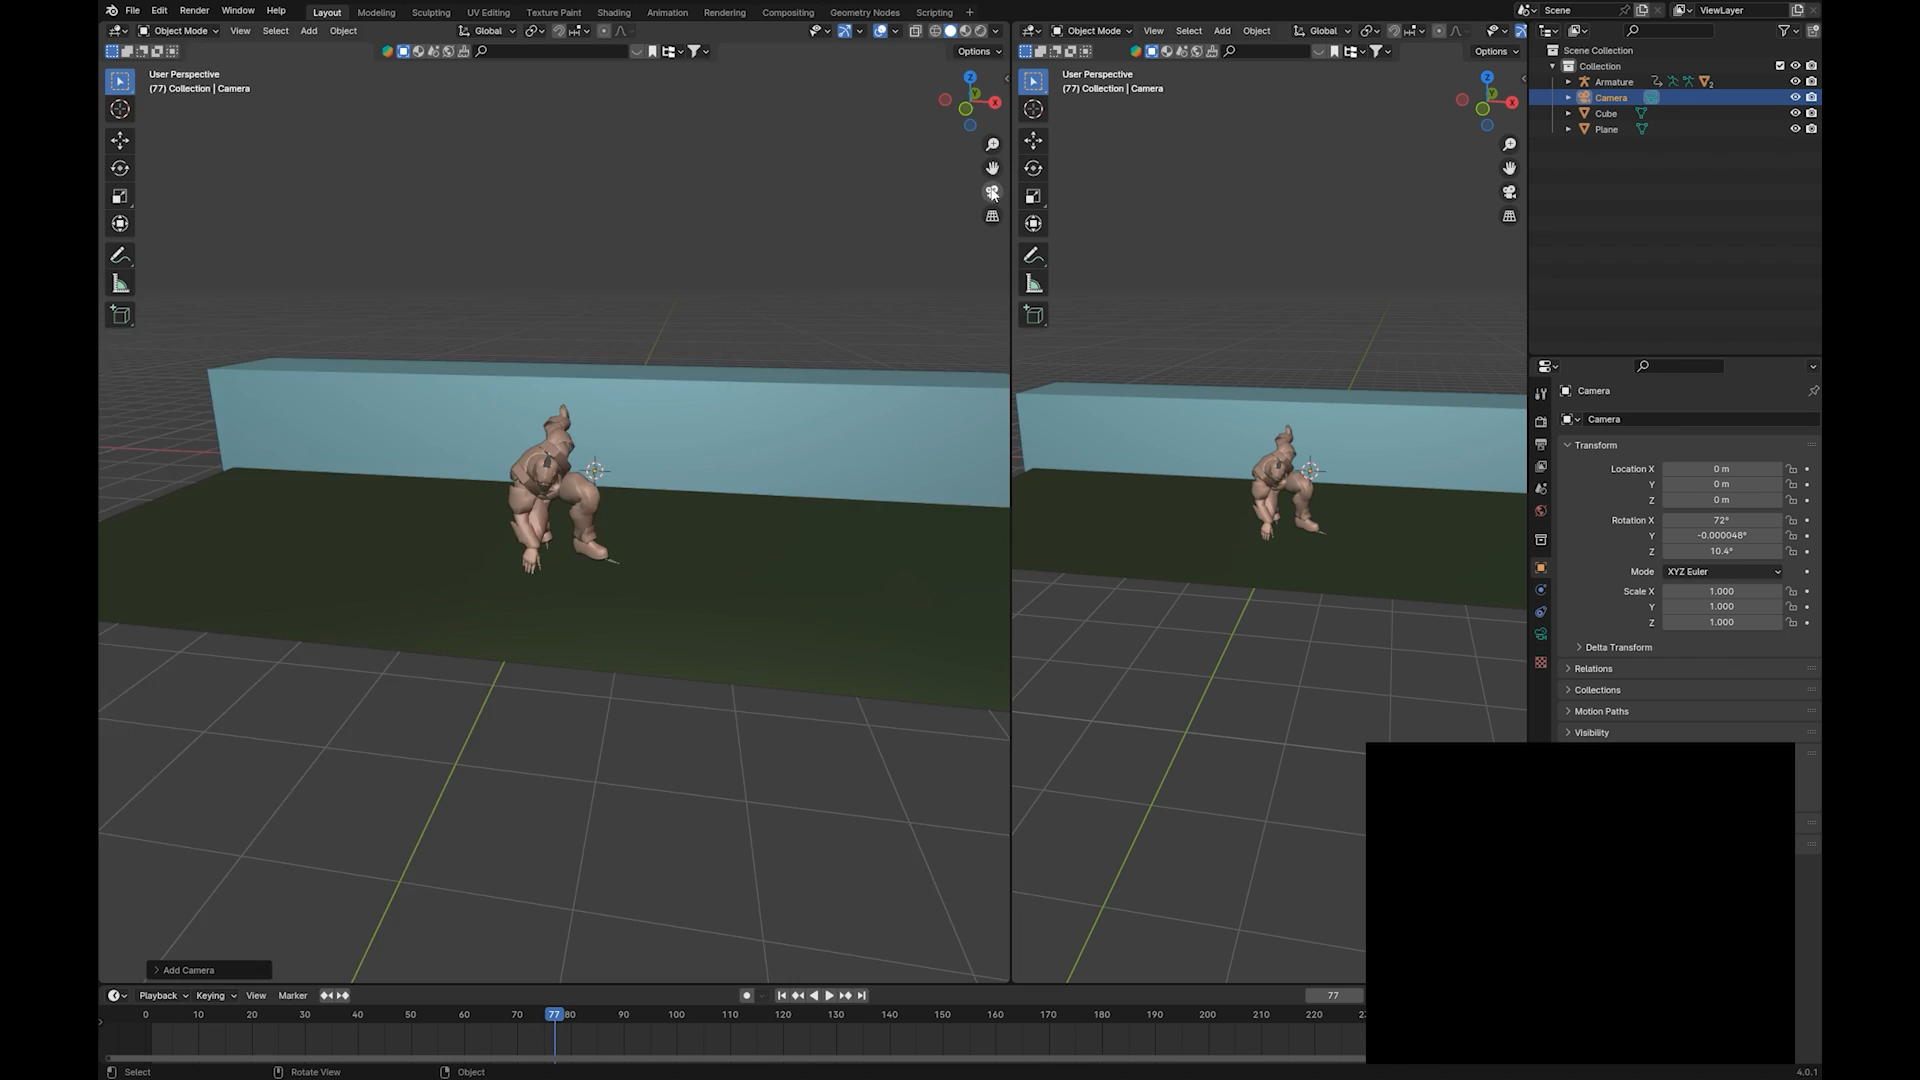 File Edit Render Window Help Layout Modeling Sculpting UV Editing Texture Paint Shading Animation Rendering Compositing Geometry Nodes Scripting + Scene ViewLayer
Object Mode View Select Add Object Global Object Mode View Select Add Object Global
Options Options Scene Collection
Collection
User Perspective User Perspective Armature 2
(77) Collection | Camera (77) Collection | Camera Camera
Z Y X Z Y X
Cube
Plane
Camera
Camera
Transform
Location X 0 m
Y 0 m
Z 0 m
Rotation X 72°
Y -0.000048°
Z 10.4°
Mode XYZ Euler
Scale X 1.000
Y 1.000
Z 1.000
Delta Transform
Relations
Collections
Motion Paths
Visibility
Add Camera
Playback Keying View Marker 77
0 10 20 30 40 50 60 70 77 80 90 100 110 120 130 140 150 160 170 180 190 200 210 220
Select Rotate View Object 4.0.1